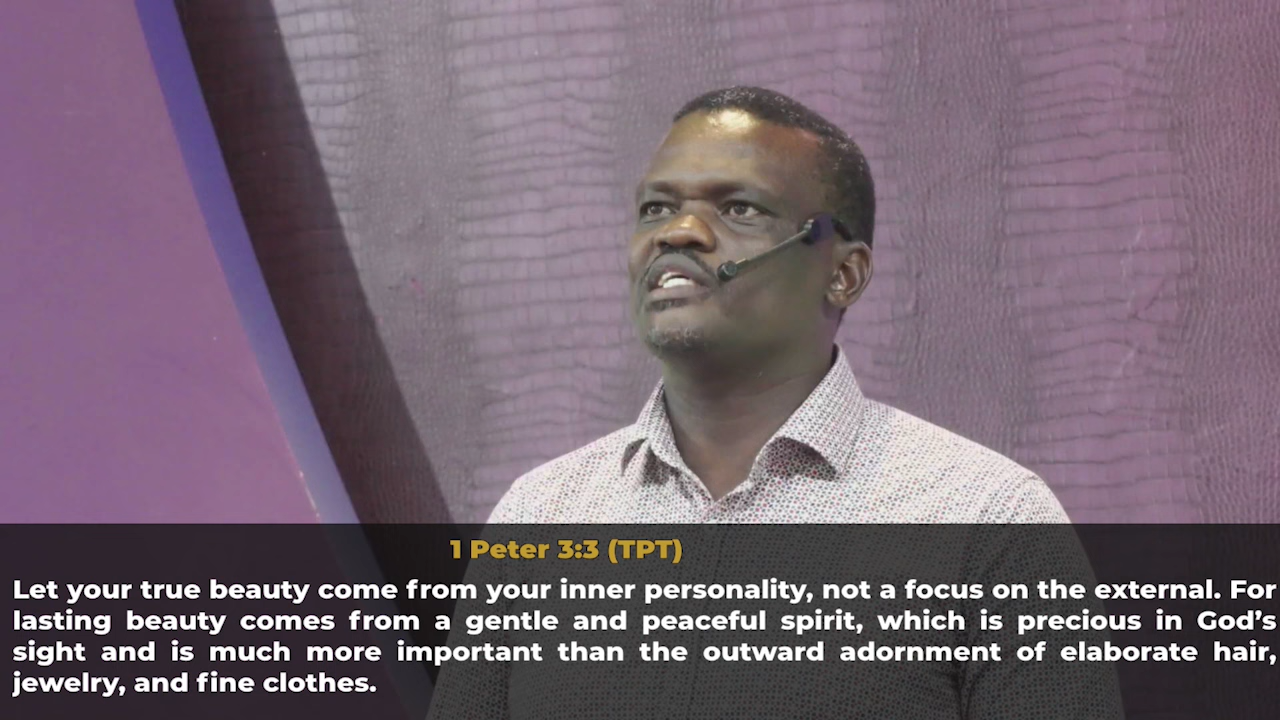 1 Peter 3:3 (TPT)
Let your true beauty come from your inner personality, not a focus on the external. For
lasting beauty comes from a gentle and peaceful spirit, which is precious in God's
sight and is much more important than the outward adornment of elaborate hair,
jewelry, and fine clothes.